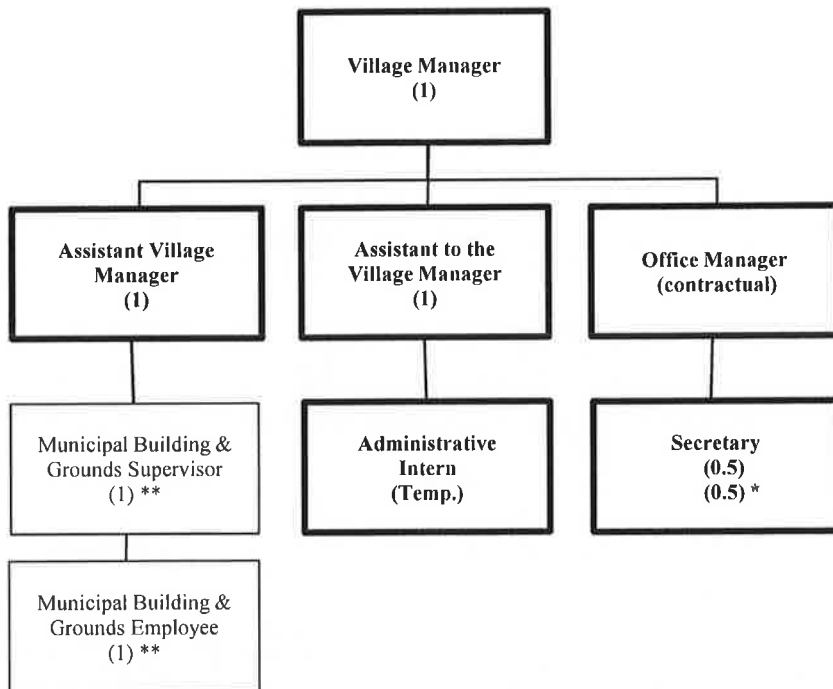 Village Manager
(1)
Assistant Village
Manager
(1)
Assistant to the
Village Manager
(1)
Office Manager
(contractual)
Municipal Building &
Grounds Supervisor
(1) **
Administrative
Intern
(Temp.)
Secretary
(0.5)
(0.5) *
Municipal Building &
Grounds Employee
(1) **